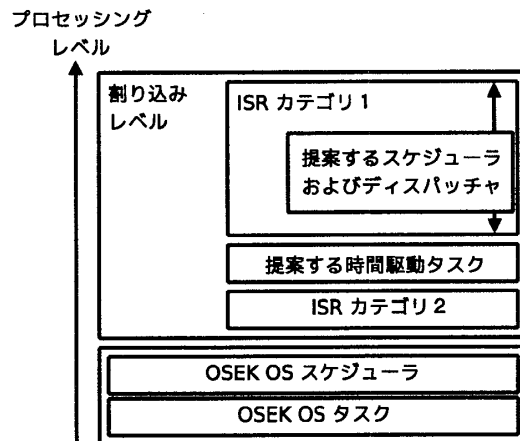 プロセッシング
レベル
割り込み
レベル
ISR カテゴリ 1
提案するスケジューラ
およびディスパッチャ
提案する時間駆動タスク
ISR カテゴリ 2
OSEK OS スケジューラ
OSEK OS タスク